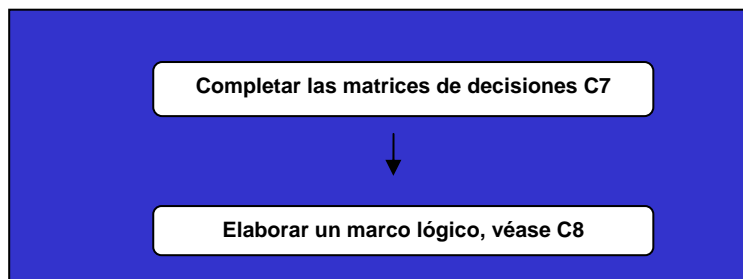 Completar las matrices de decisiones C7
Elaborar un marco lógico, véase C8